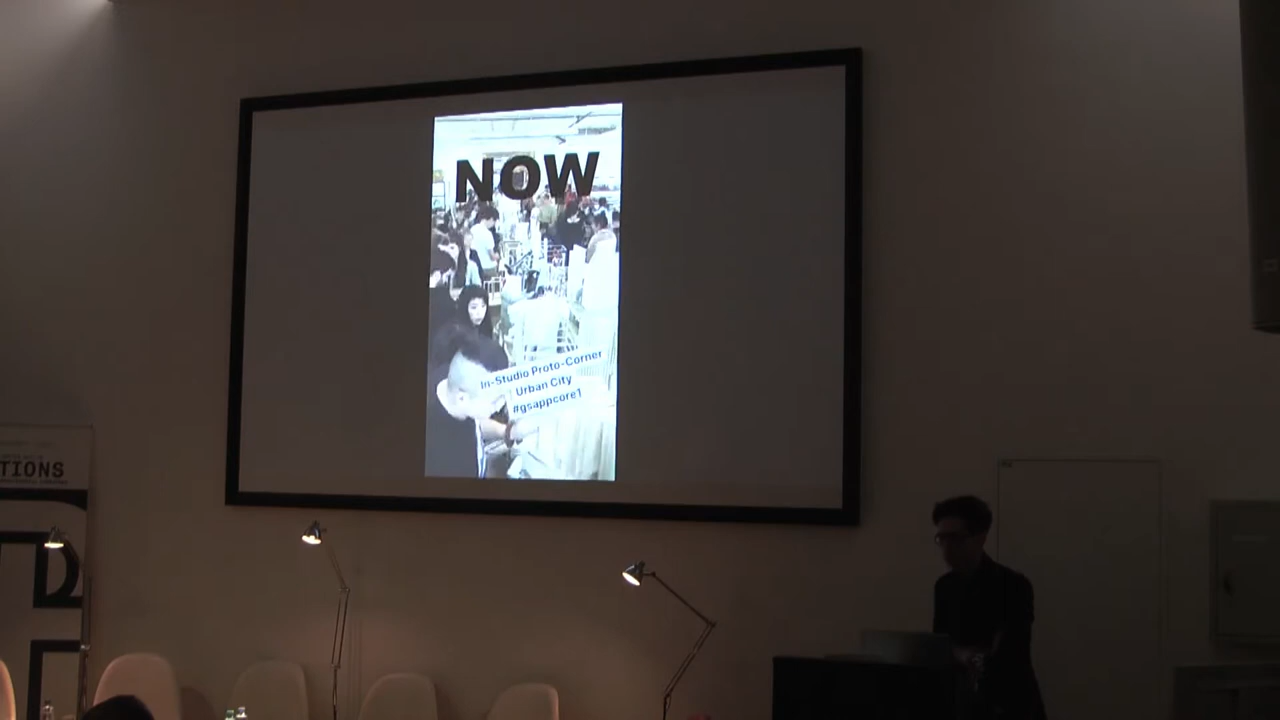 NOW
In-Studio Proto-Corner
Urban City
#gsappcore1
TIONS